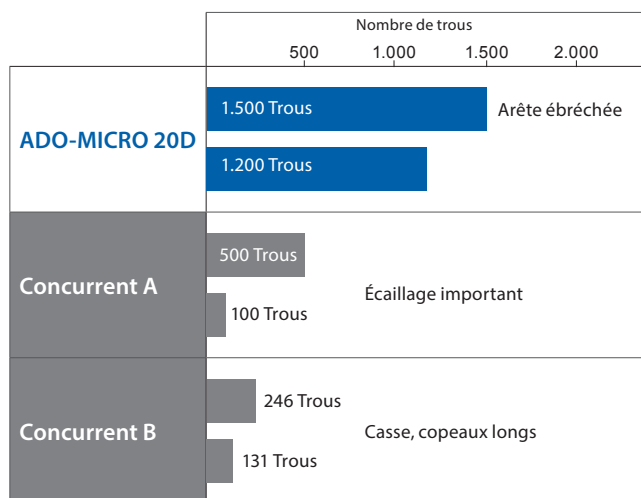 Nombre de trous
500 1.000 1.500 2.000
ADO-MICRO 20D
1.500 Trous
Arête ébréchée
1.200 Trous
Concurrent A
500 Trous
Écaillage important
100 Trous
Concurrent B
246 Trous
Casse, copeaux longs
131 Trous